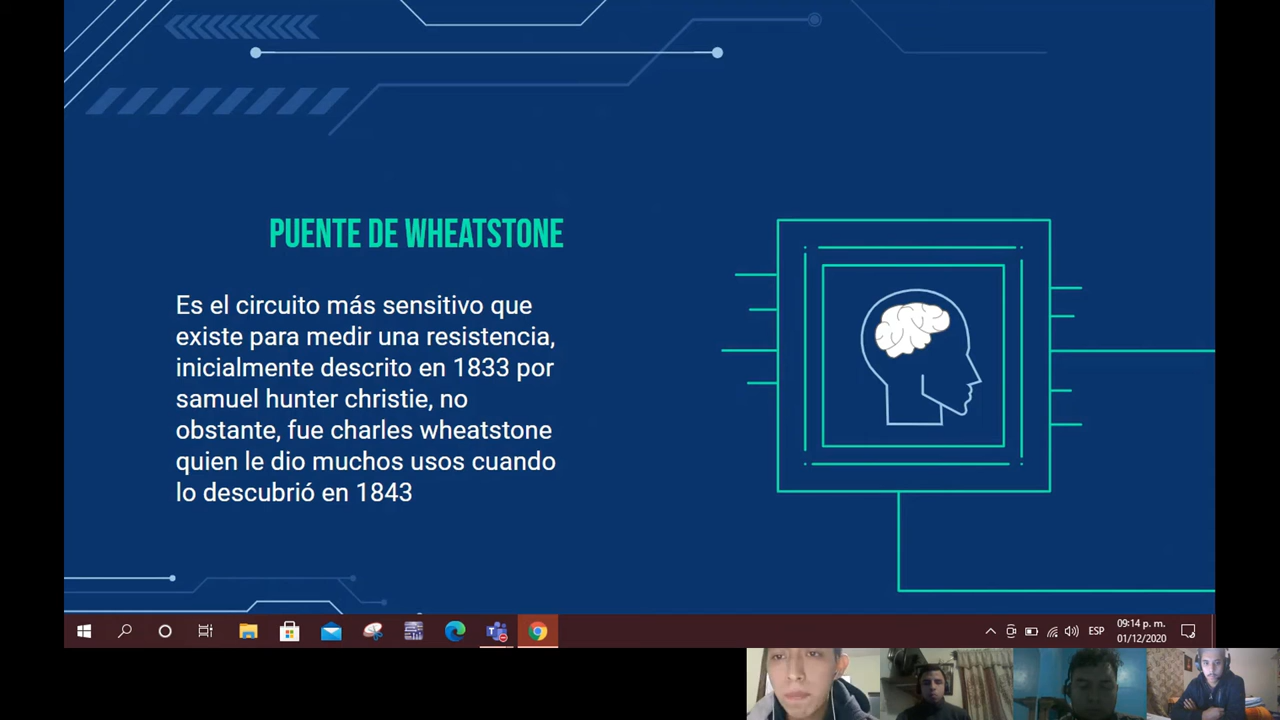 PUENTE DE WHEATSTONE
Es el circuito más sensitivo que
existe para medir una resistencia,
inicialmente descrito en 1833 por
samuel hunter christie, no
obstante, fue charles wheatstone
quien le dio muchos usos cuando
lo descubrió en 1843
ESP
09:14 p. m.
01/12/2020